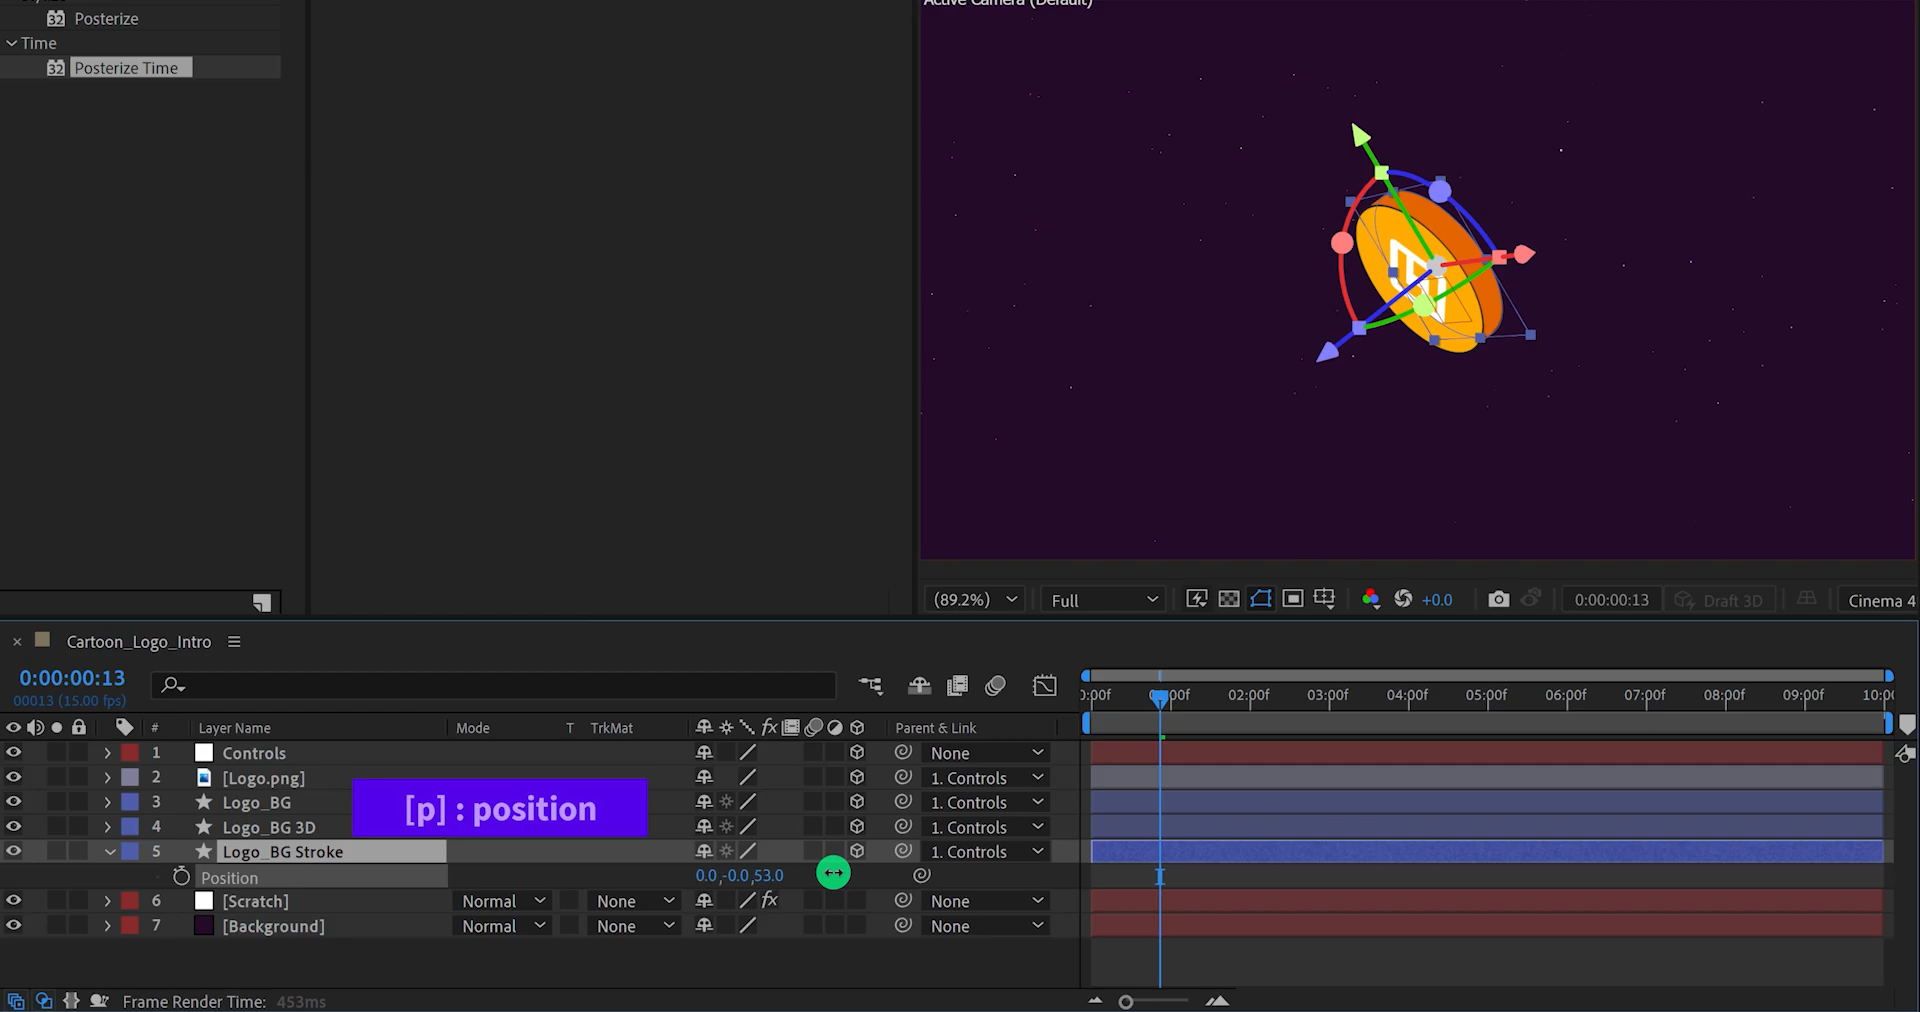 Active Camera (Default)
32 Posterize
Time
32 Posterize Time
(89.2%)
Full
+0.0
0:00:00:13
Draft 3D
Cinema 4
Cartoon_Logo_Intro
0:00:00:13
00013 (15.00 fps)
0:00f 00f 02:00f 03:00f 04:00f 05:00f 06:00f 07:00f 08:00f 09:00f 10:0
# Layer Name Mode T TrkMat fx Parent & Link
1 Controls None
2 [Logo.png] 1. Controls
3 Logo_BG 1. Controls
[p] : position
4 Logo_BG 3D 1. Controls
5 Logo_BG Stroke 1. Controls
Position 0.0,-0.0,53.0
6 [Scratch] Normal None fx None
7 [Background] Normal None None
Frame Render Time: 453ms